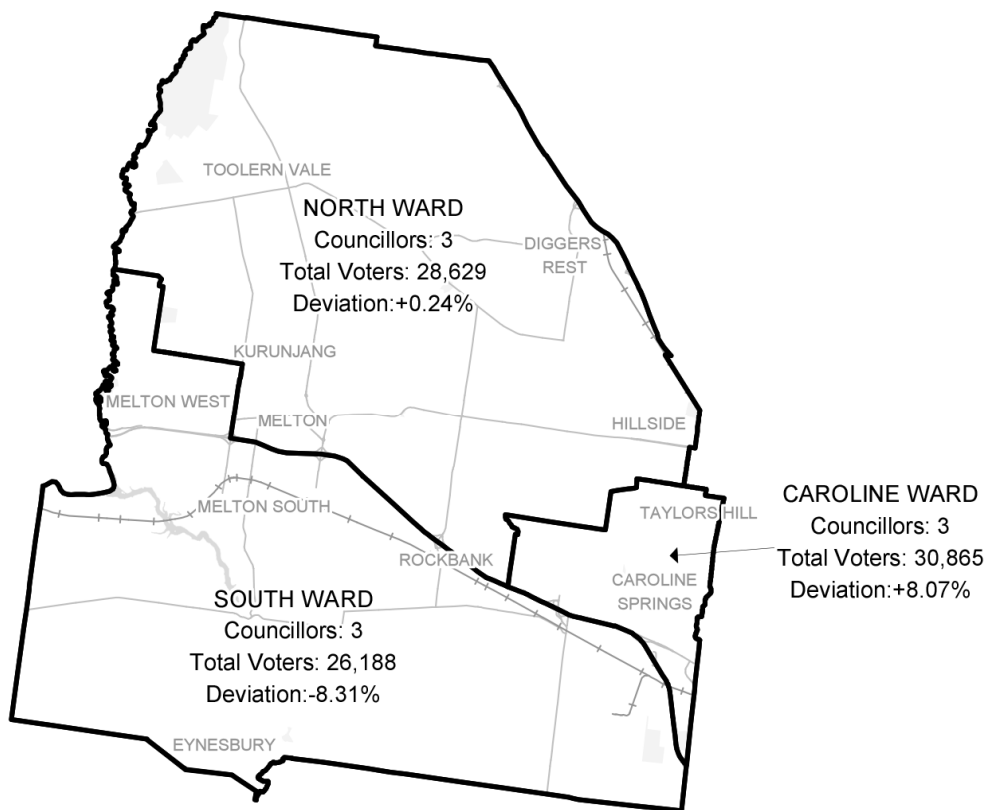 TOOLERN VALE
NORTH WARD
Councillors: 3
Total Voters: 28,629
Deviation:+0.24%
DIGGERS
REST
KURUNJANG
MELTON WEST
MELTON
HILLSIDE
MELTON SOUTH
TAYLORS HILL
CAROLINE WARD
Councillors: 3
Total Voters: 30,865
Deviation:+8.07%
ROCKBANK
CAROLINE
SPRINGS
SOUTH WARD
Councillors: 3
Total Voters: 26,188
Deviation:-8.31%
EYNESBURY